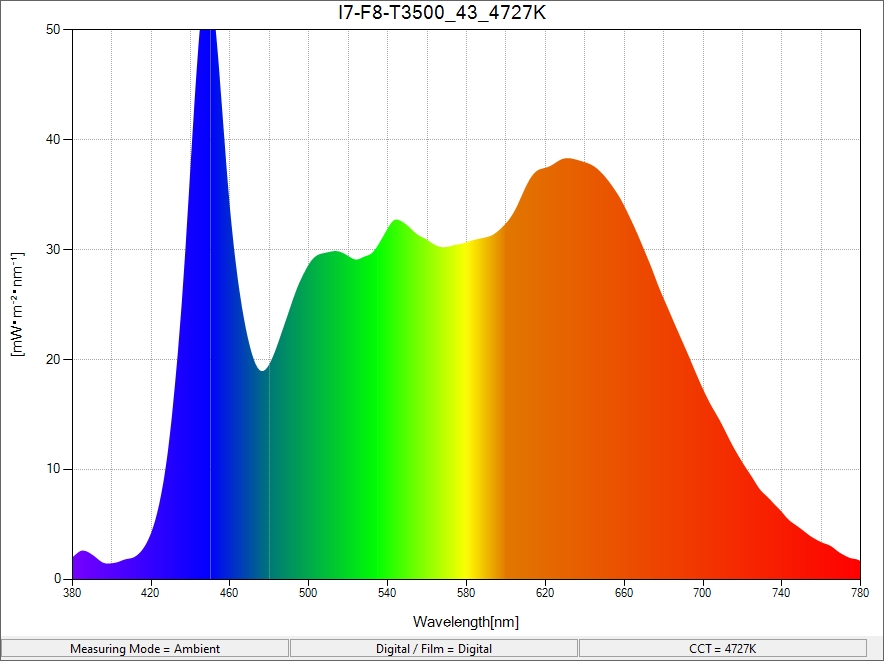 I7-F8-T3500_43_4727K
50
40
30
20
10
0
[mW•m⁻²•nm⁻¹]
380 420 460 500 540 580 620 660 700 740 780
Wavelength[nm]
Measuring Mode = Ambient Digital / Film = Digital CCT = 4727K